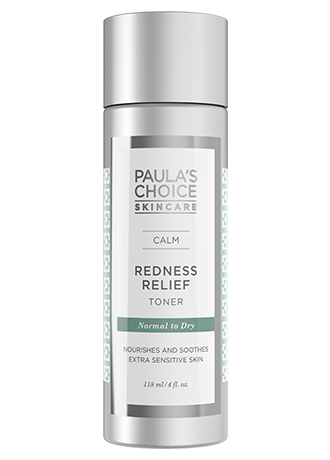 PAULA'S
CHOICE
SKINCARE
CALM
REDNESS
RELIEF
TONER
Normal to Dry
NOURISHES AND SOOTHES
EXTRA SENSITIVE SKIN
118 ml/4 fl. oz.